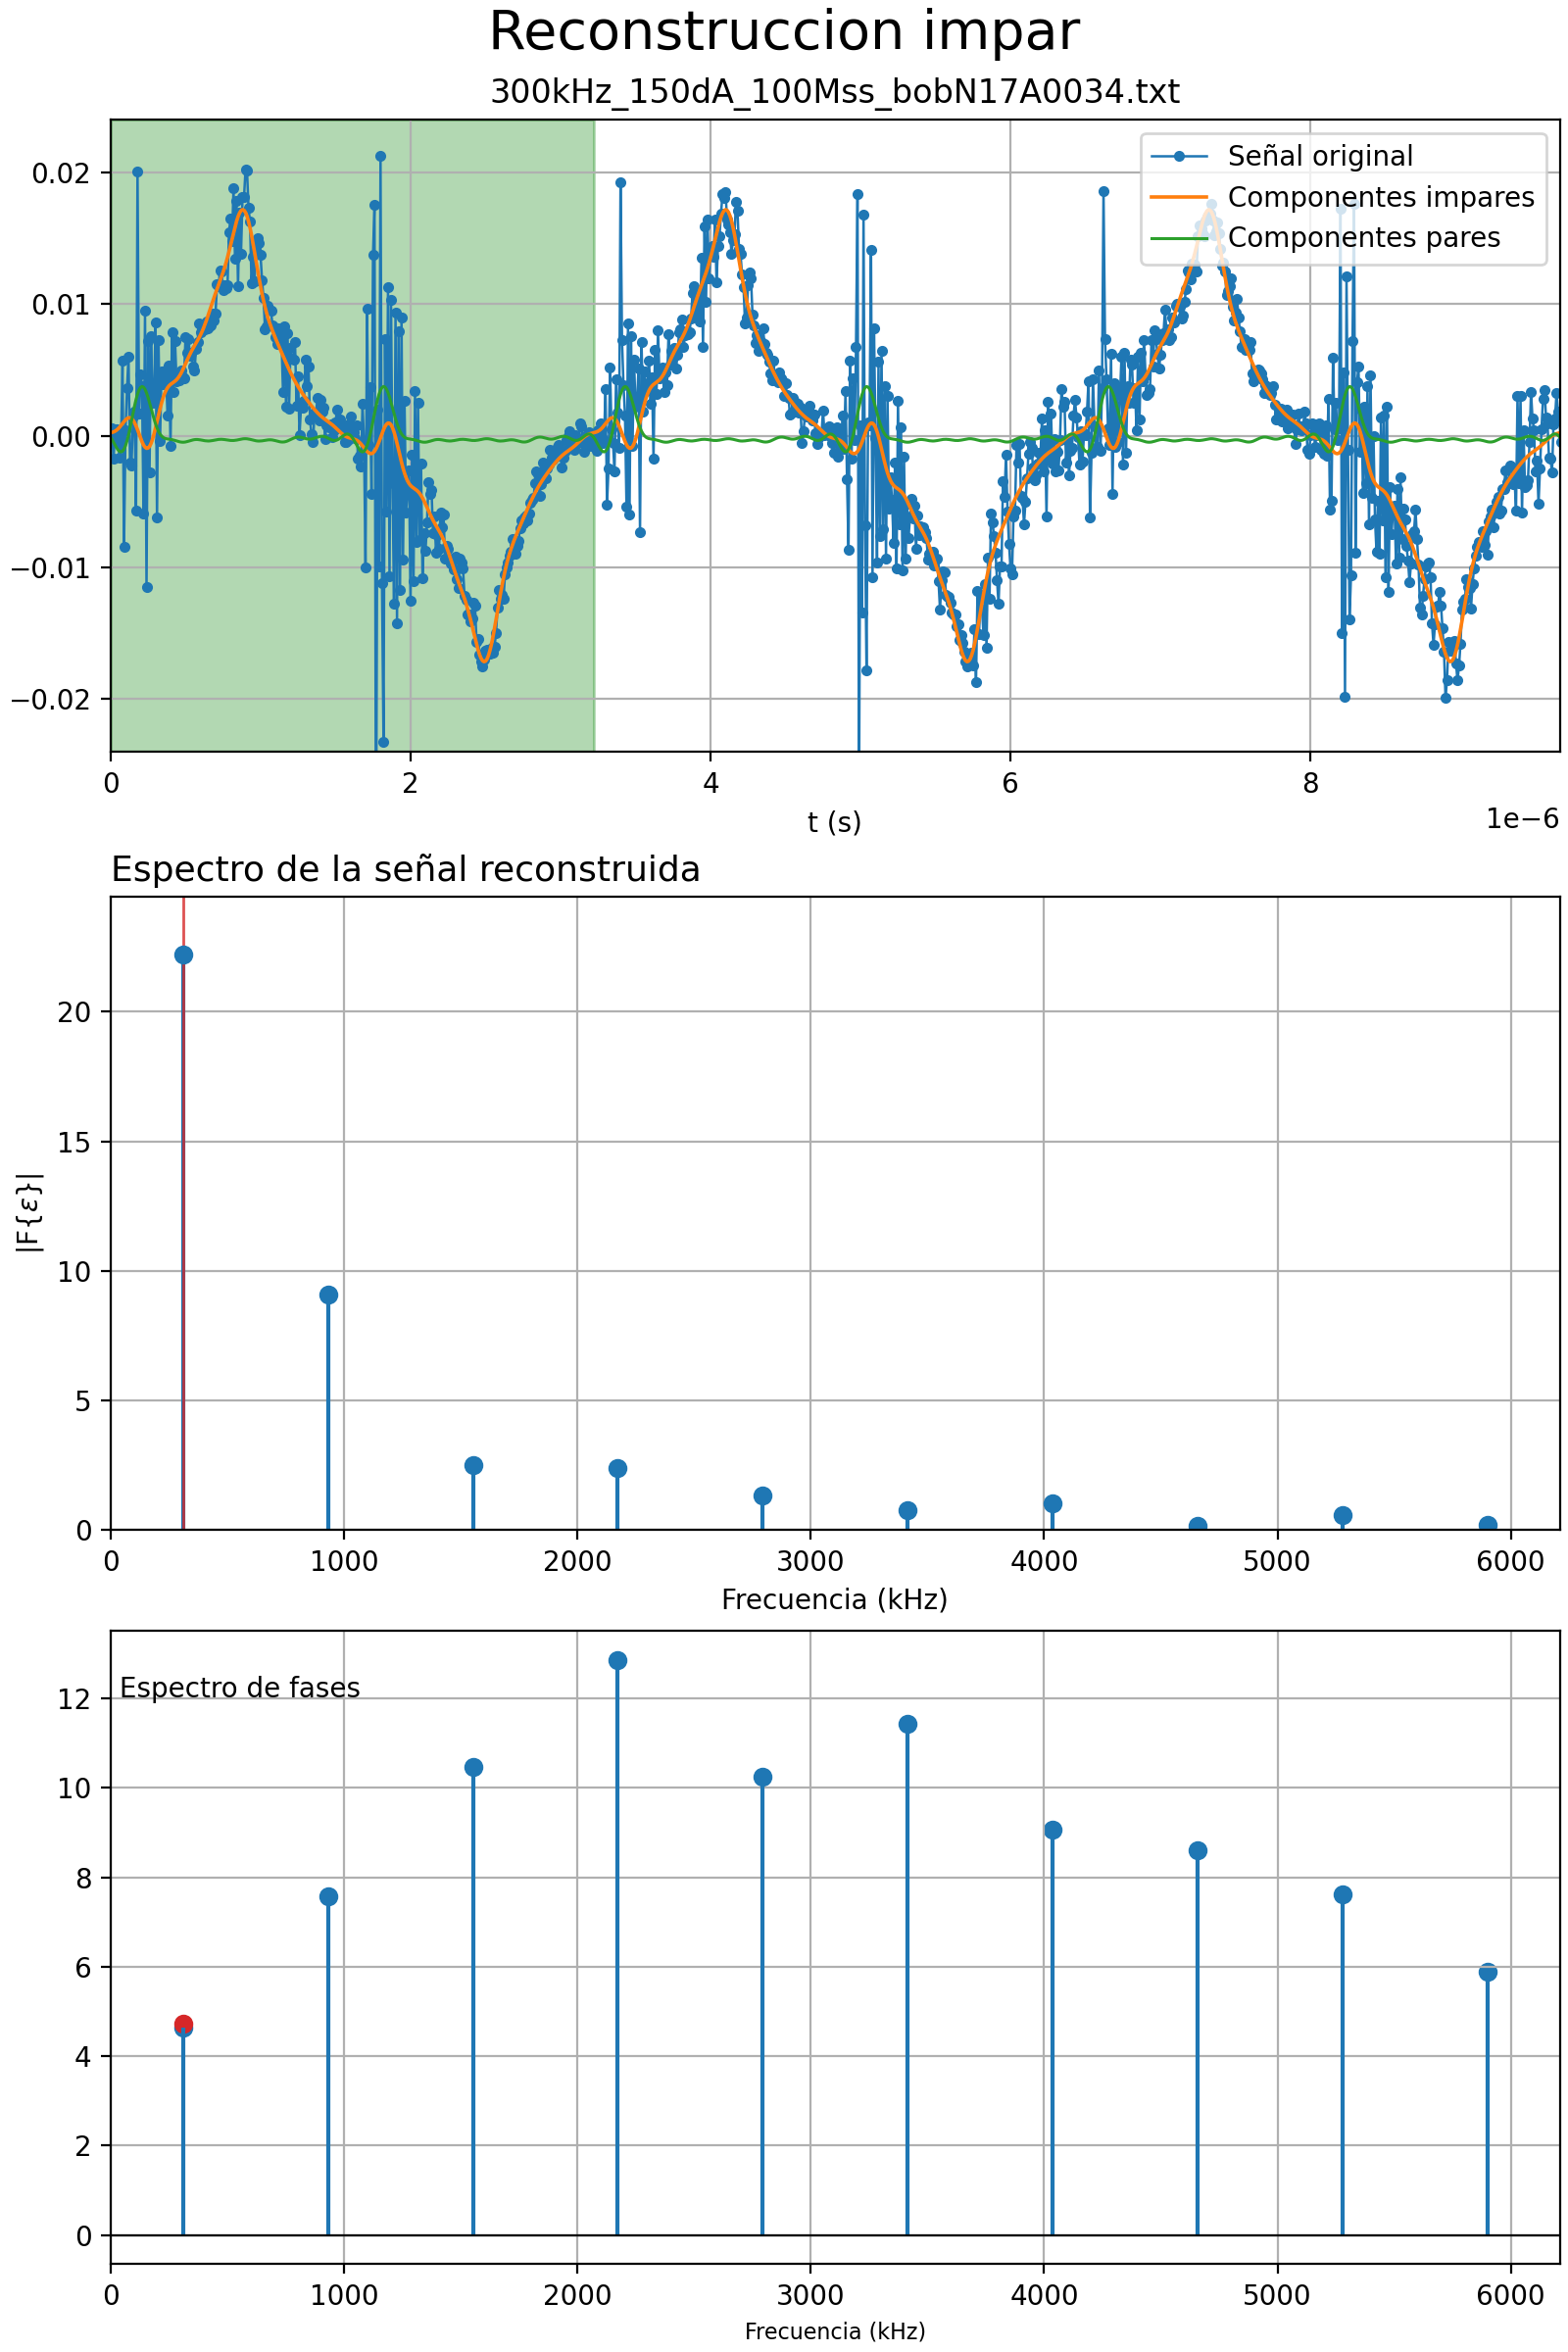 Reconstruccion impar
300kHz_150dA_100Mss_bobN17A0034.txt
Señal original
Componentes impares
Componentes pares
0.02
0.01
0.00
−0.01
−0.02
0 2 4 6 8
t (s)
1e−6
Espectro de la señal reconstruida
20
15
10
5
0
|F{ε}|
0 1000 2000 3000 4000 5000 6000
Frecuencia (kHz)
Espectro de fases
12
10
8
6
4
2
0
0 1000 2000 3000 4000 5000 6000
Frecuencia (kHz)